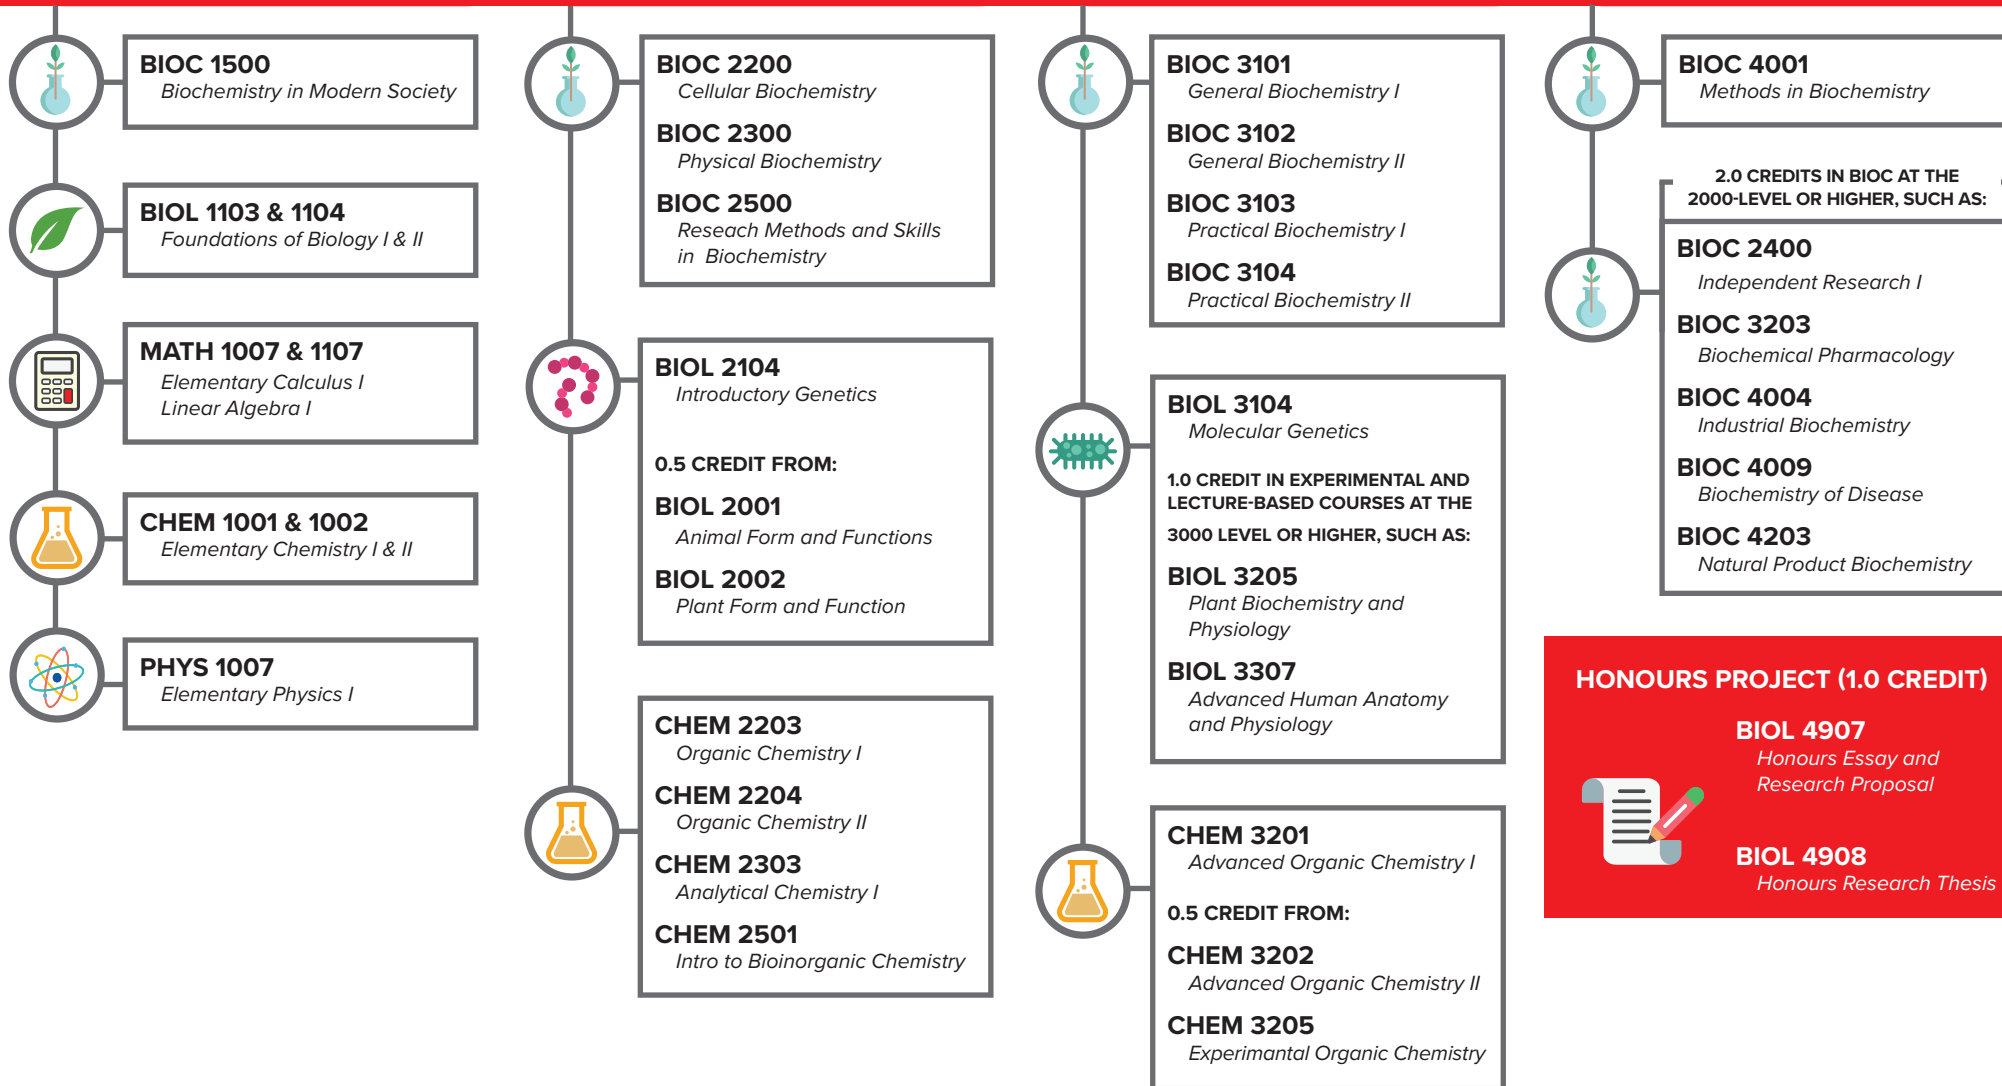 BIOC 1500
Biochemistry in Modern Society
BIOL 1103 & 1104
Foundations of Biology I & II
MATH 1007 & 1107
Elementary Calculus I
Linear Algebra I
CHEM 1001 & 1002
Elementary Chemistry I & II
PHYS 1007
Elementary Physics I
BIOC 2200
Cellular Biochemistry
BIOC 2300
Physical Biochemistry
BIOC 2500
Reseach Methods and Skills
in Biochemistry
BIOL 2104
Introductory Genetics
0.5 CREDIT FROM:
BIOL 2001
Animal Form and Functions
BIOL 2002
Plant Form and Function
CHEM 2203
Organic Chemistry I
CHEM 2204
Organic Chemistry II
CHEM 2303
Analytical Chemistry I
CHEM 2501
Intro to Bioinorganic Chemistry
BIOC 3101
General Biochemistry I
BIOC 3102
General Biochemistry II
BIOC 3103
Practical Biochemistry I
BIOC 3104
Practical Biochemistry II
BIOL 3104
Molecular Genetics
1.0 CREDIT IN EXPERIMENTAL AND
LECTURE-BASED COURSES AT THE
3000 LEVEL OR HIGHER, SUCH AS:
BIOL 3205
Plant Biochemistry and
Physiology
BIOL 3307
Advanced Human Anatomy
and Physiology
CHEM 3201
Advanced Organic Chemistry I
0.5 CREDIT FROM:
CHEM 3202
Advanced Organic Chemistry II
CHEM 3205
Experimantal Organic Chemistry
BIOC 4001
Methods in Biochemistry
2.0 CREDITS IN BIOC AT THE
2000-LEVEL OR HIGHER, SUCH AS:
BIOC 2400
Independent Research I
BIOC 3203
Biochemical Pharmacology
BIOC 4004
Industrial Biochemistry
BIOC 4009
Biochemistry of Disease
BIOC 4203
Natural Product Biochemistry
HONOURS PROJECT (1.0 CREDIT)
BIOL 4907
Honours Essay and
Research Proposal
BIOL 4908
Honours Research Thesis